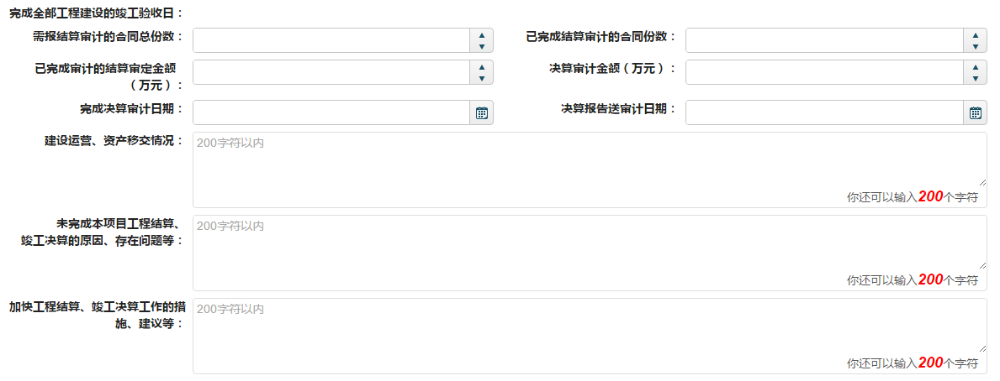 完成全部工程建设的竣工验收日：
需报结算审计的合同总份数： 已完成结算审计的合同份数：
已完成审计的结算审定金额 决算审计金额（万元）：
（万元）：
完成决算审计日期： 决算报告送审计日期：
建设运营、资产移交情况： 200字符以内
你还可以输入200个字符
未完成本项目工程结算、 200字符以内
竣工决算的原因、存在问题等：
你还可以输入200个字符
加快工程结算、竣工决算工作的措 200字符以内
施、建议等：
你还可以输入200个字符